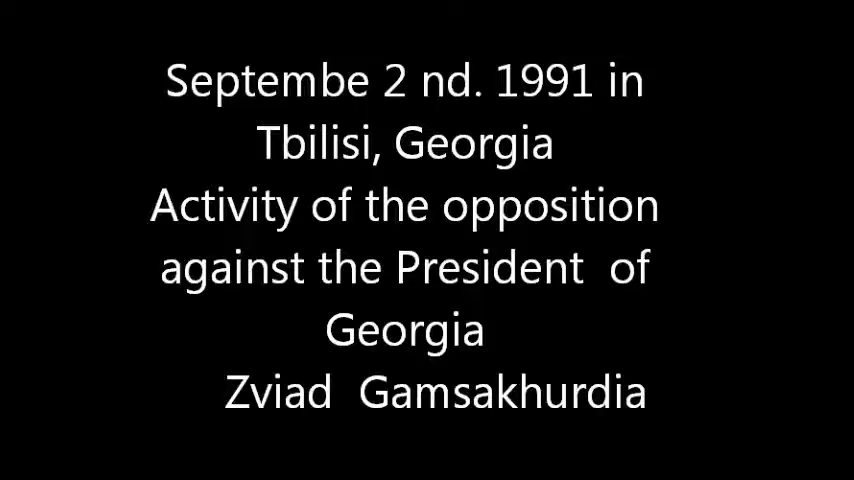 Septembe 2 nd. 1991 in
Tbilisi, Georgia
Activity of the opposition
against the President  of
Georgia
Zviad  Gamsakhurdia